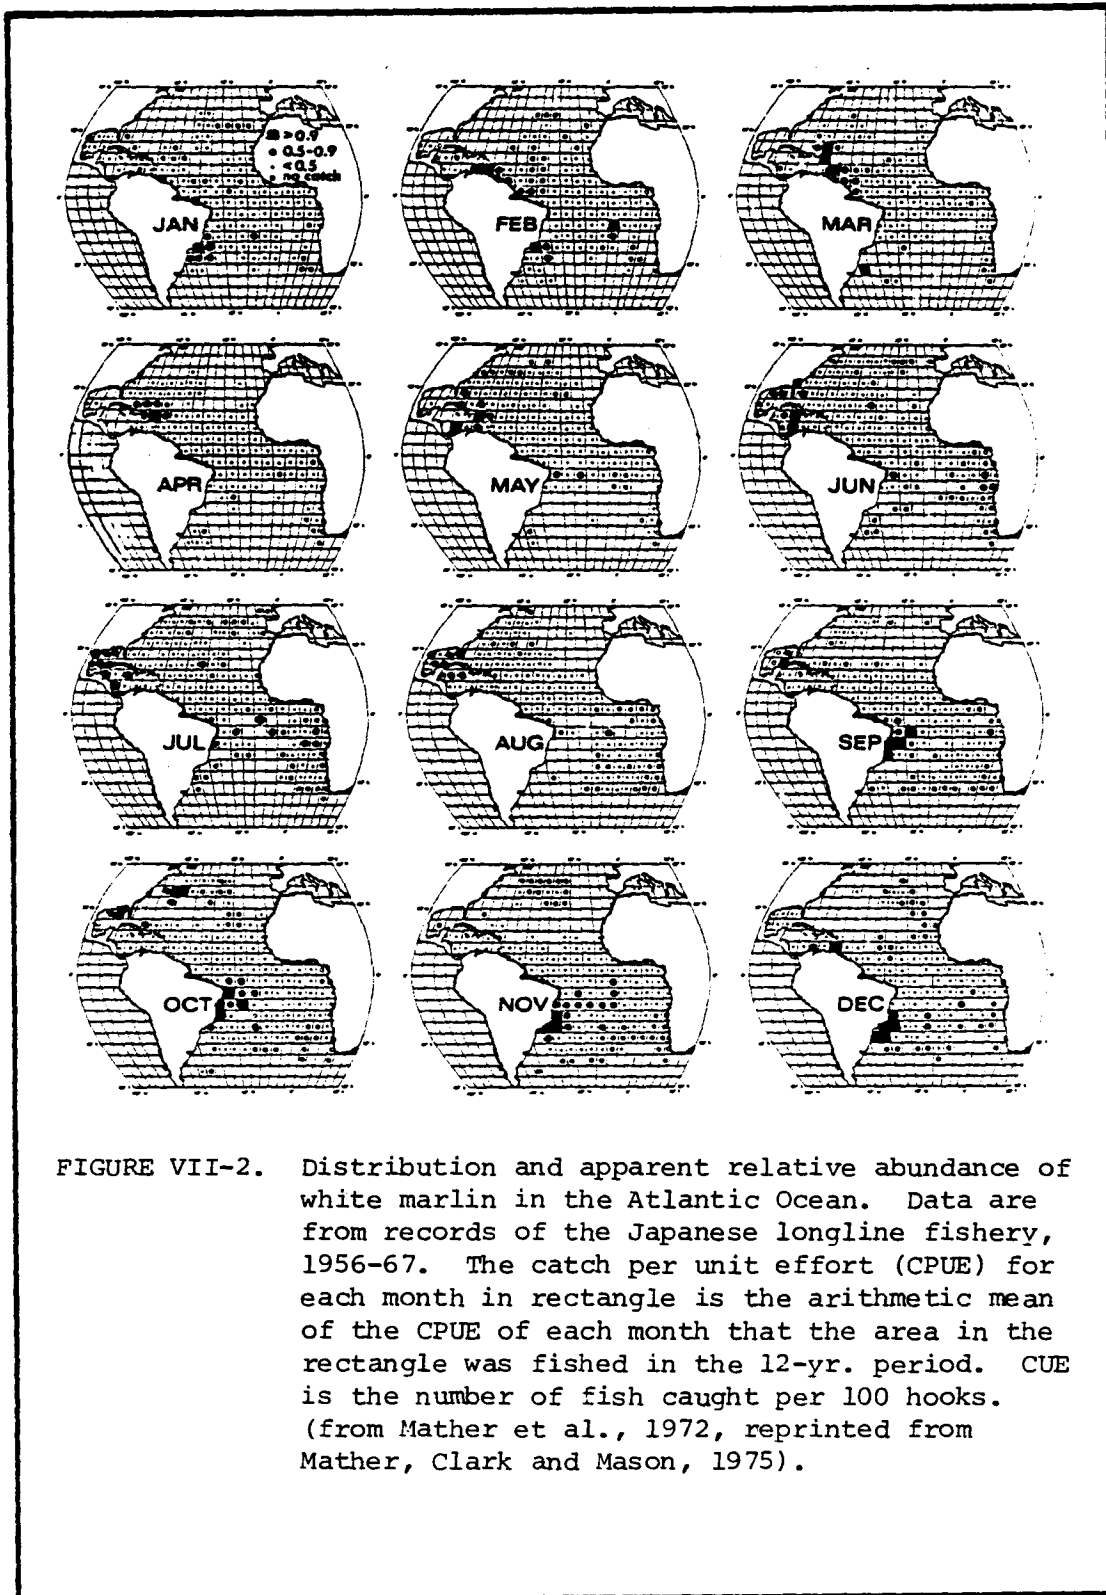 >0.9
0.5-0.9
<0.5
no catch
JAN
FEB
MAR
APR
MAY
JUN
JUL
AUG
SEP
OCT
NOV
DEC
FIGURE VII-2. Distribution and apparent relative abundance of
white marlin in the Atlantic Ocean. Data are
from records of the Japanese longline fishery,
1956-67. The catch per unit effort (CPUE) for
each month in rectangle is the arithmetic mean
of the CPUE of each month that the area in the
rectangle was fished in the 12-yr. period. CUE
is the number of fish caught per 100 hooks.
(from Mather et al., 1972, reprinted from
Mather, Clark and Mason, 1975).